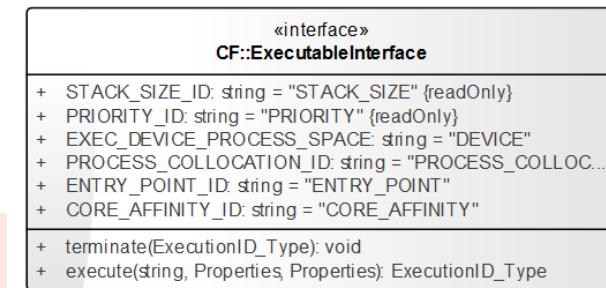 «interface»
CF::ExecutableInterface
+ STACK_SIZE_ID: string = "STACK_SIZE" {readOnly}
+ PRIORITY_ID: string = "PRIORITY" {readOnly}
+ EXEC_DEVICE_PROCESS_SPACE: string = "DEVICE"
+ PROCESS_COLLOCATION_ID: string = "PROCESS_COLLOC...
+ ENTRY_POINT_ID: string = "ENTRY_POINT"
+ CORE_AFFINITY_ID: string = "CORE_AFFINITY"
+ terminate(ExecutionID_Type): void
+ execute(string, Properties, Properties): ExecutionID_Type